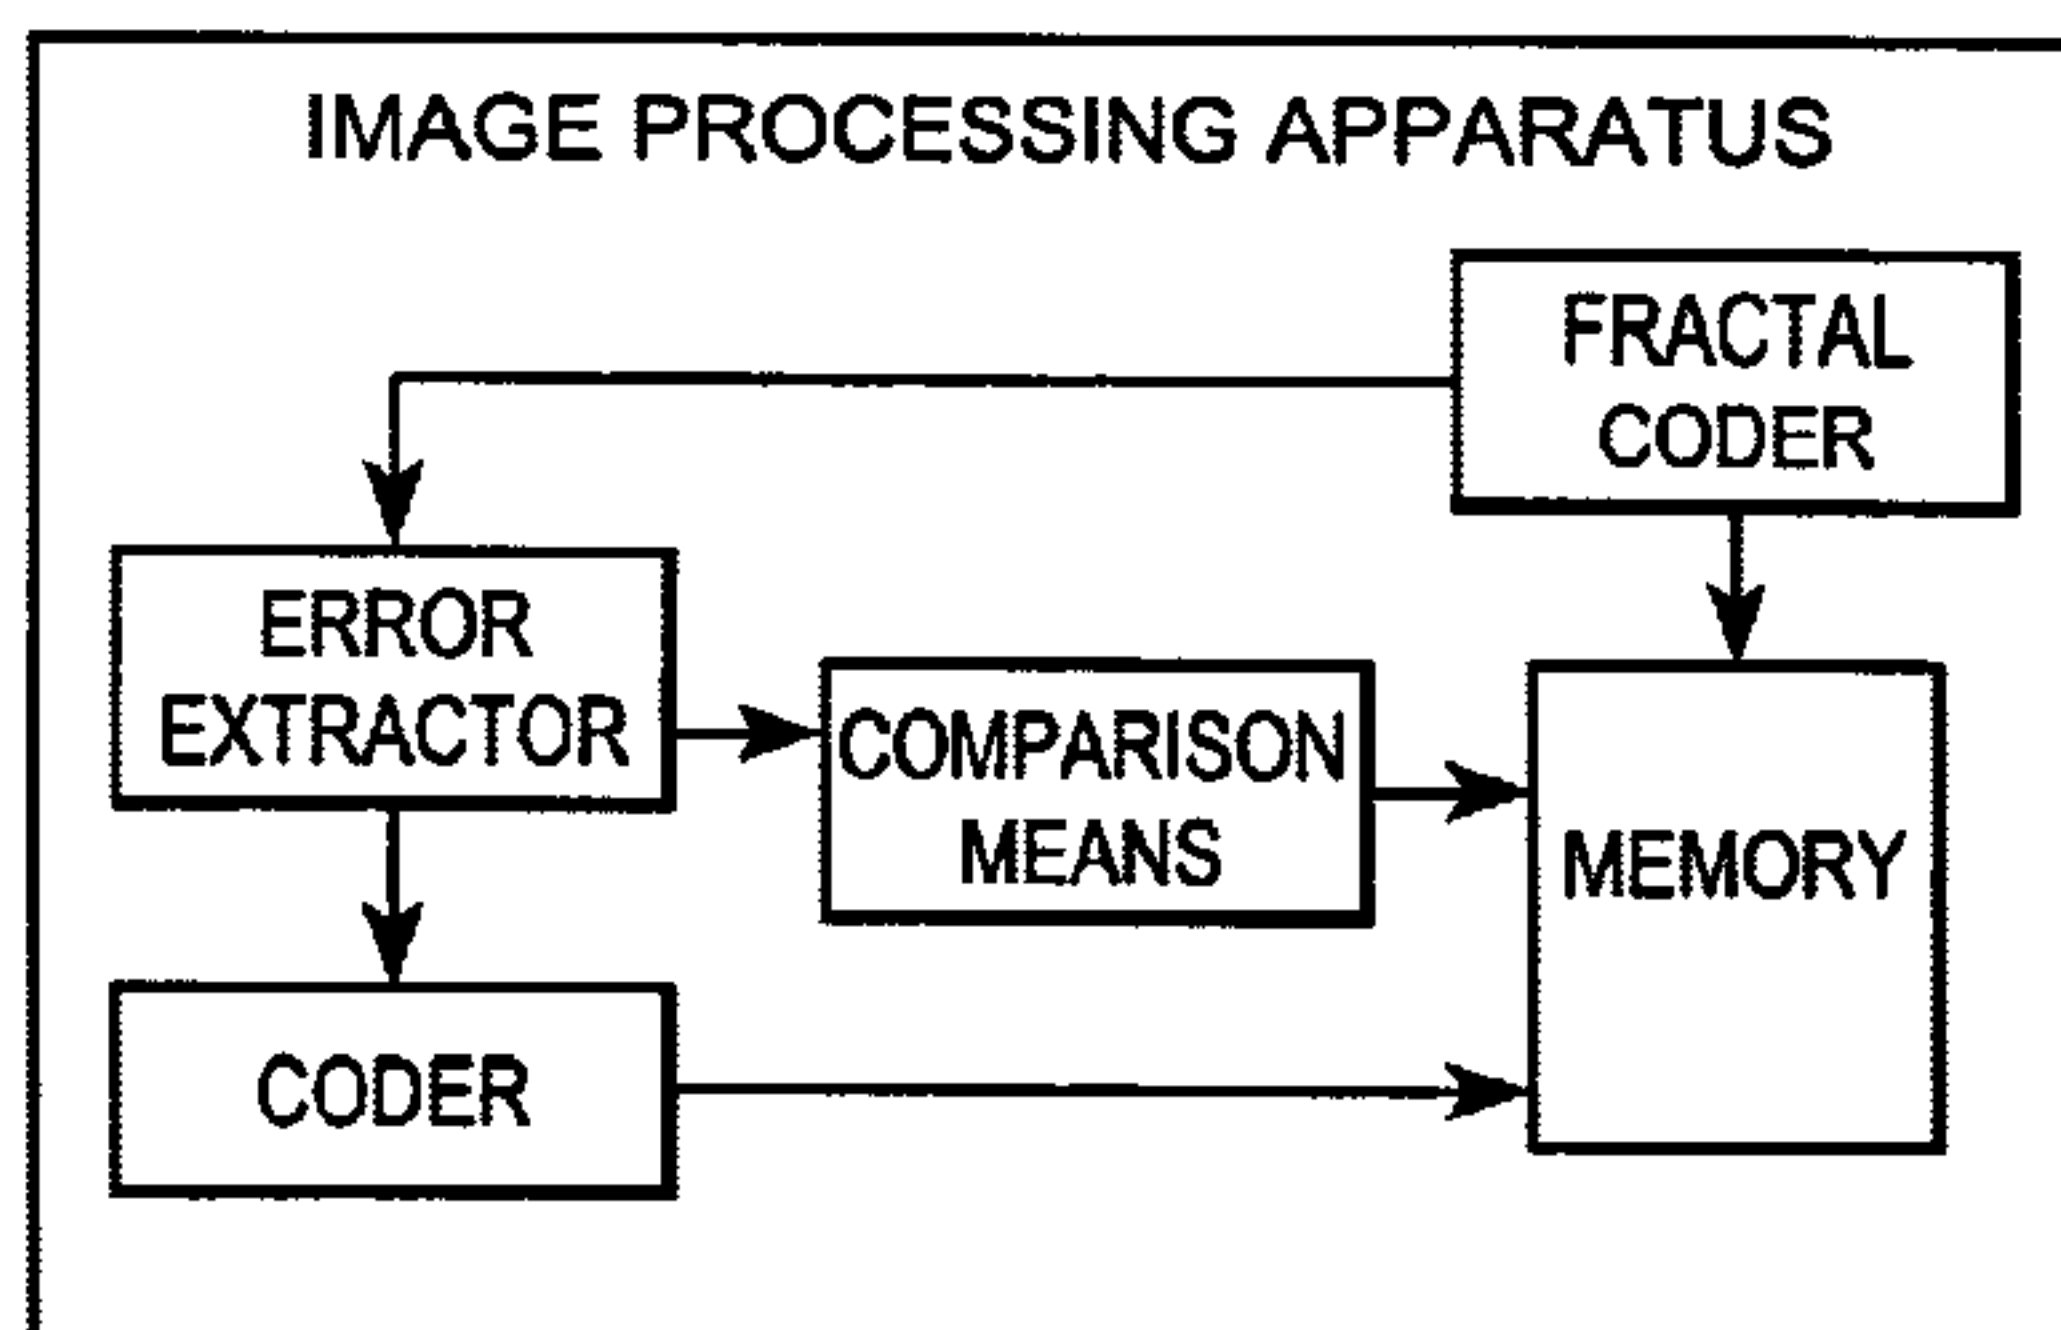 IMAGE PROCESSING APPARATUS
FRACTAL
CODER
ERROR
EXTRACTOR
COMPARISON
MEANS
MEMORY
CODER